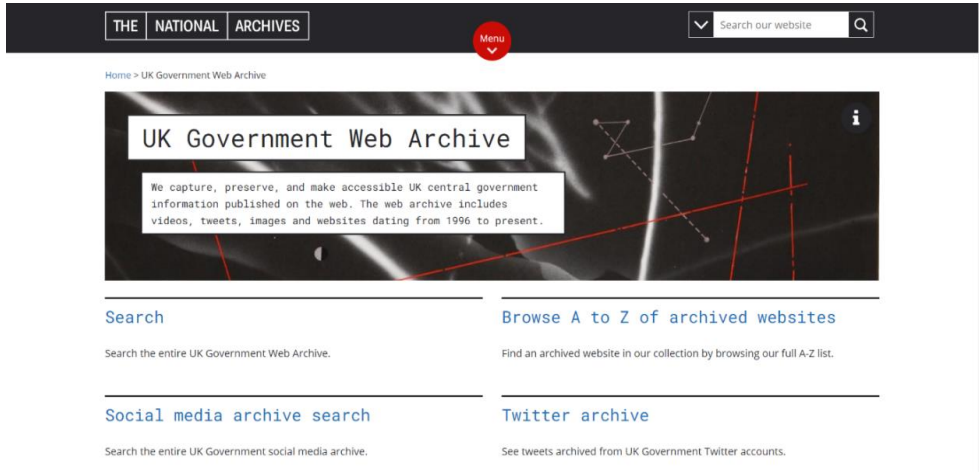 THE NATIONAL ARCHIVES
Menu
Search our website
Home > UK Government Web Archive
UK Government Web Archive
We capture, preserve, and make accessible UK central government
information published on the web. The web archive includes
videos, tweets, images and websites dating from 1996 to present.
Search
Search the entire UK Government Web Archive.
Browse A to Z of archived websites
Find an archived website in our collection by browsing our full A-Z list.
Social media archive search
Search the entire UK Government social media archive.
Twitter archive
See tweets archived from UK Government Twitter accounts.